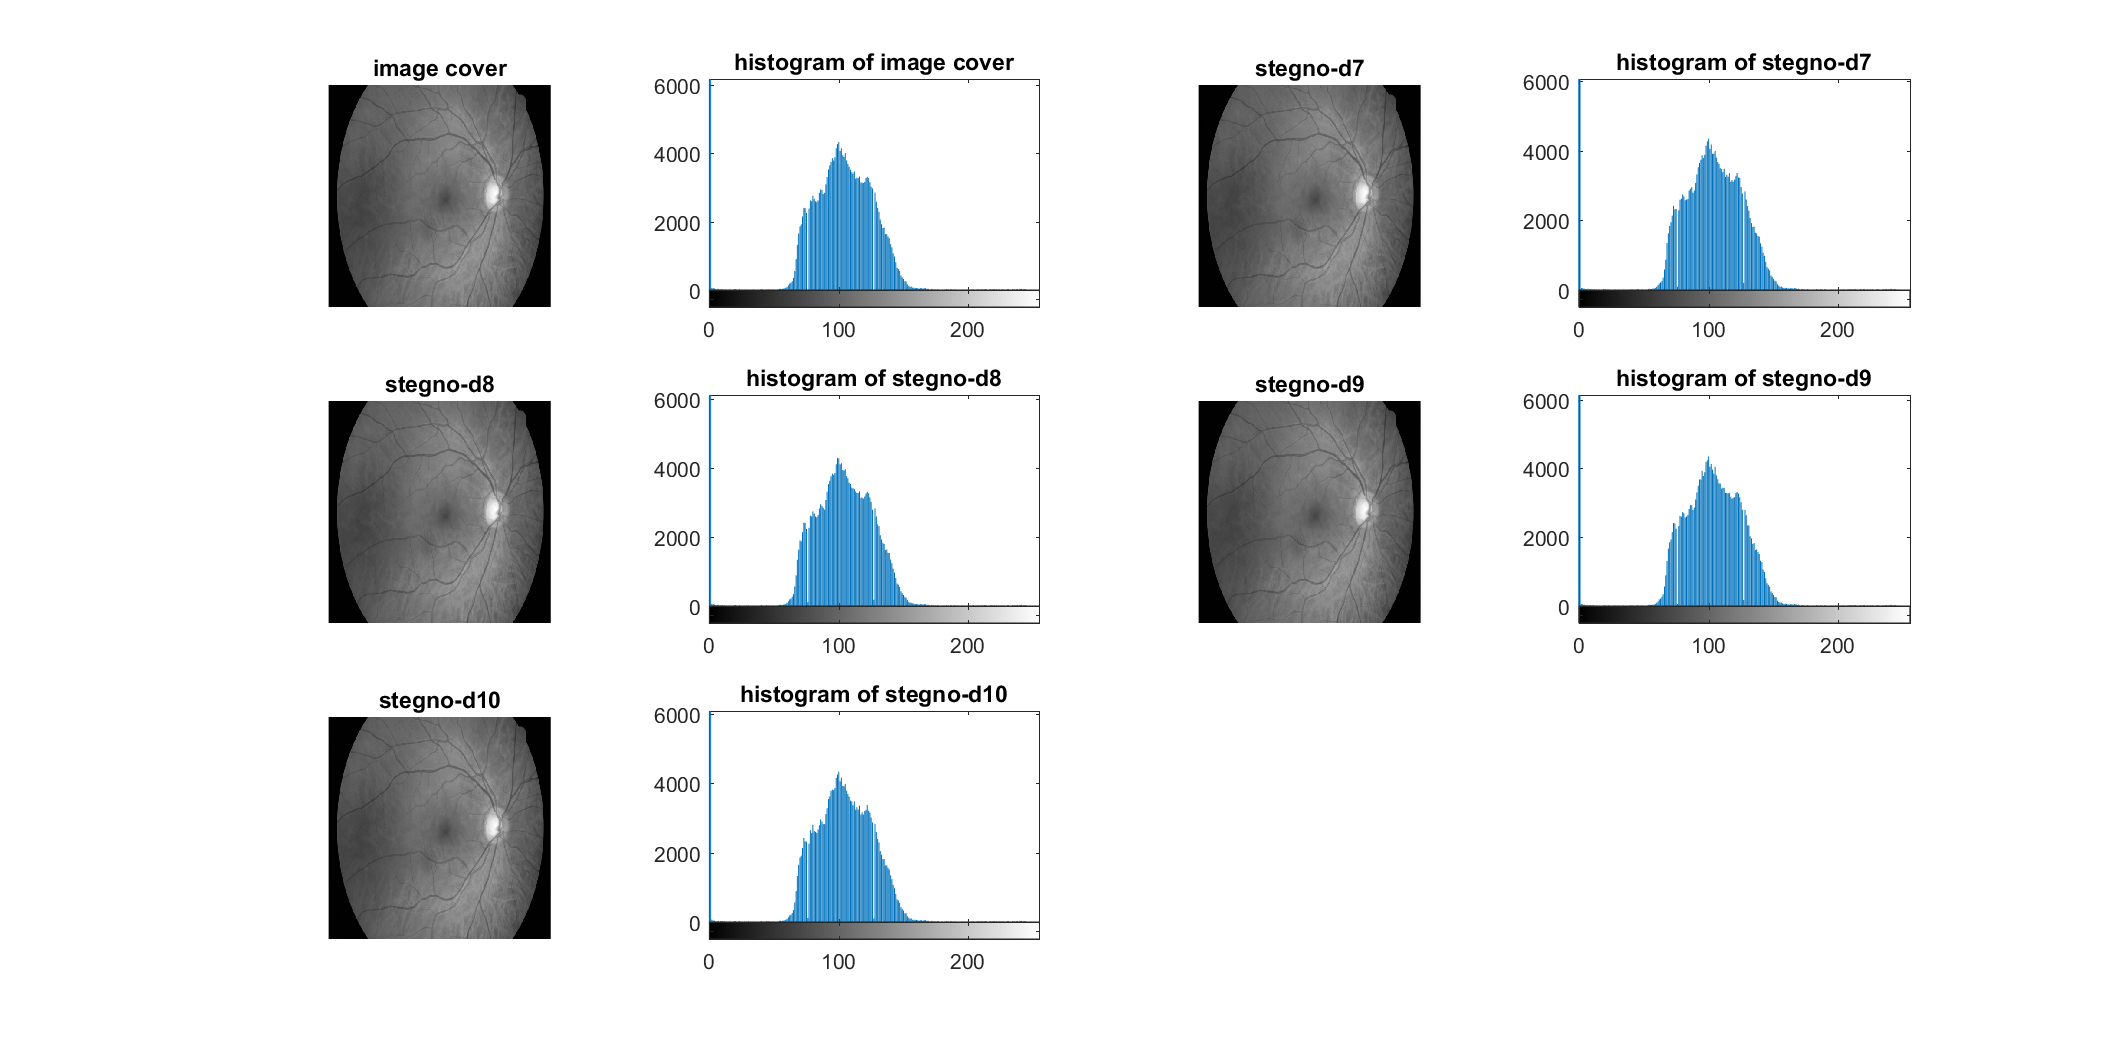 image cover
histogram of image cover
6000
4000
2000
0
0 100 200
stegno-d7
histogram of stegno-d7
6000
4000
2000
0
0 100 200
stegno-d8
histogram of stegno-d8
6000
4000
2000
0
0 100 200
stegno-d9
histogram of stegno-d9
6000
4000
2000
0
0 100 200
stegno-d10
histogram of stegno-d10
6000
4000
2000
0
0 100 200